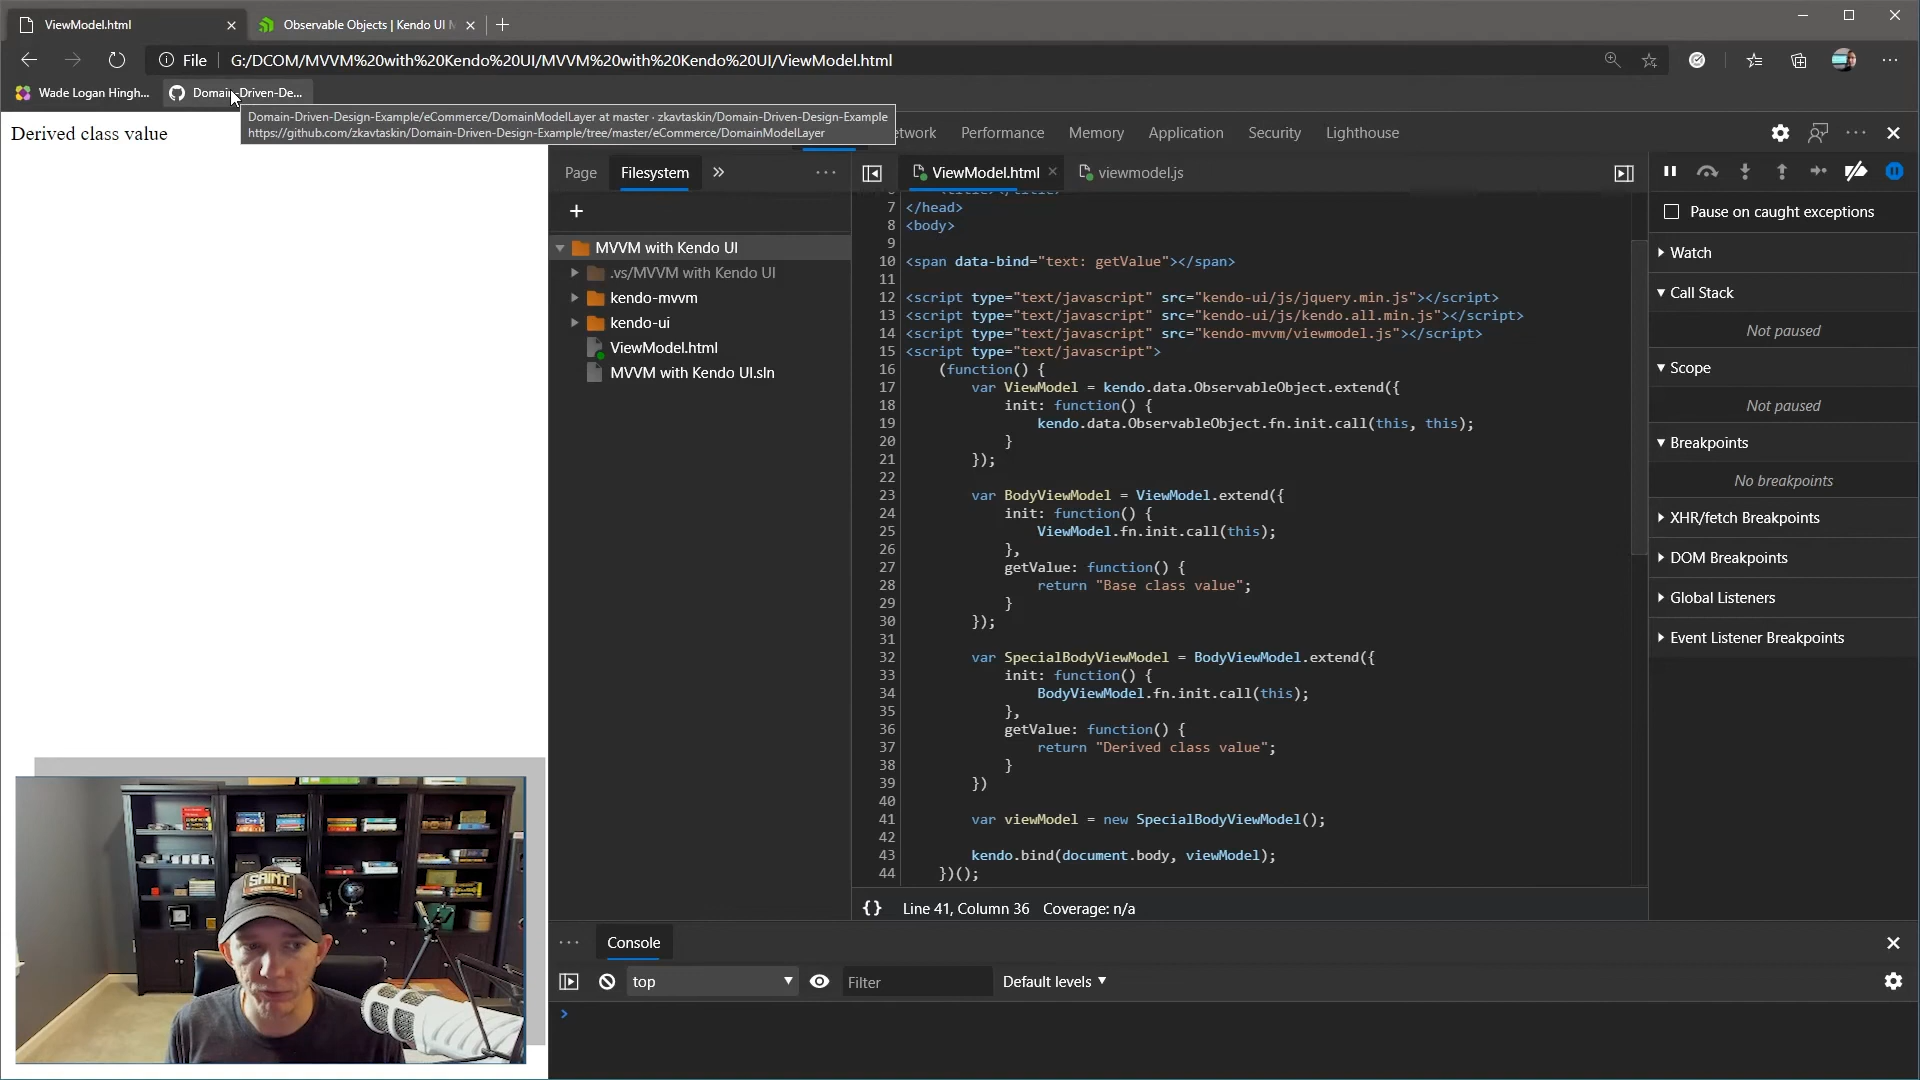 ViewModel.html
Observable Objects | Kendo UI M
File
G:/DCOM/MVVM%20with%20Kendo%20UI/MVVM%20with%20Kendo%20UI/ViewModel.html
Wade Logan Hingh...
Domain-Driven-De...
Domain-Driven-Design-Example/eCommerce/DomainModelLayer at master · zkavtaskin/Domain-Driven-Design-Example
https://github.com/zkavtaskin/Domain-Driven-Design-Example/tree/master/eCommerce/DomainModelLayer
Derived class value
Performance
Memory
Application
Security
Lighthouse
Page
Filesystem
ViewModel.html
viewmodel.js
MVVM with Kendo UI
.vs/MVVM with Kendo UI
kendo-mvvm
kendo-ui
ViewModel.html
MVVM with Kendo UI.sln
7 </head>
8 <body>
9
10 <span data-bind="text: getValue"></span>
11
12 <script type="text/javascript" src="kendo-ui/js/jquery.min.js"></script>
13 <script type="text/javascript" src="kendo-ui/js/kendo.all.min.js"></script>
14 <script type="text/javascript" src="kendo-mvvm/viewmodel.js"></script>
15 <script type="text/javascript">
16 (function() {
17 var ViewModel = kendo.data.ObservableObject.extend({
18 init: function() {
19 kendo.data.ObservableObject.fn.init.call(this, this);
20 }
21 });
22
23 var BodyViewModel = ViewModel.extend({
24 init: function() {
25 ViewModel.fn.init.call(this);
26 },
27 getValue: function() {
28 return "Base class value";
29 }
30 });
31
32 var SpecialBodyViewModel = BodyViewModel.extend({
33 init: function() {
34 BodyViewModel.fn.init.call(this);
35 },
36 getValue: function() {
37 return "Derived class value";
38 }
39 })
40
41 var viewModel = new SpecialBodyViewModel();
42
43 kendo.bind(document.body, viewModel);
44 })();
{} Line 41, Column 36 Coverage: n/a
Pause on caught exceptions
Watch
Call Stack
Not paused
Scope
Not paused
Breakpoints
No breakpoints
XHR/fetch Breakpoints
DOM Breakpoints
Global Listeners
Event Listener Breakpoints
Console
top
Filter
Default levels
SAINT